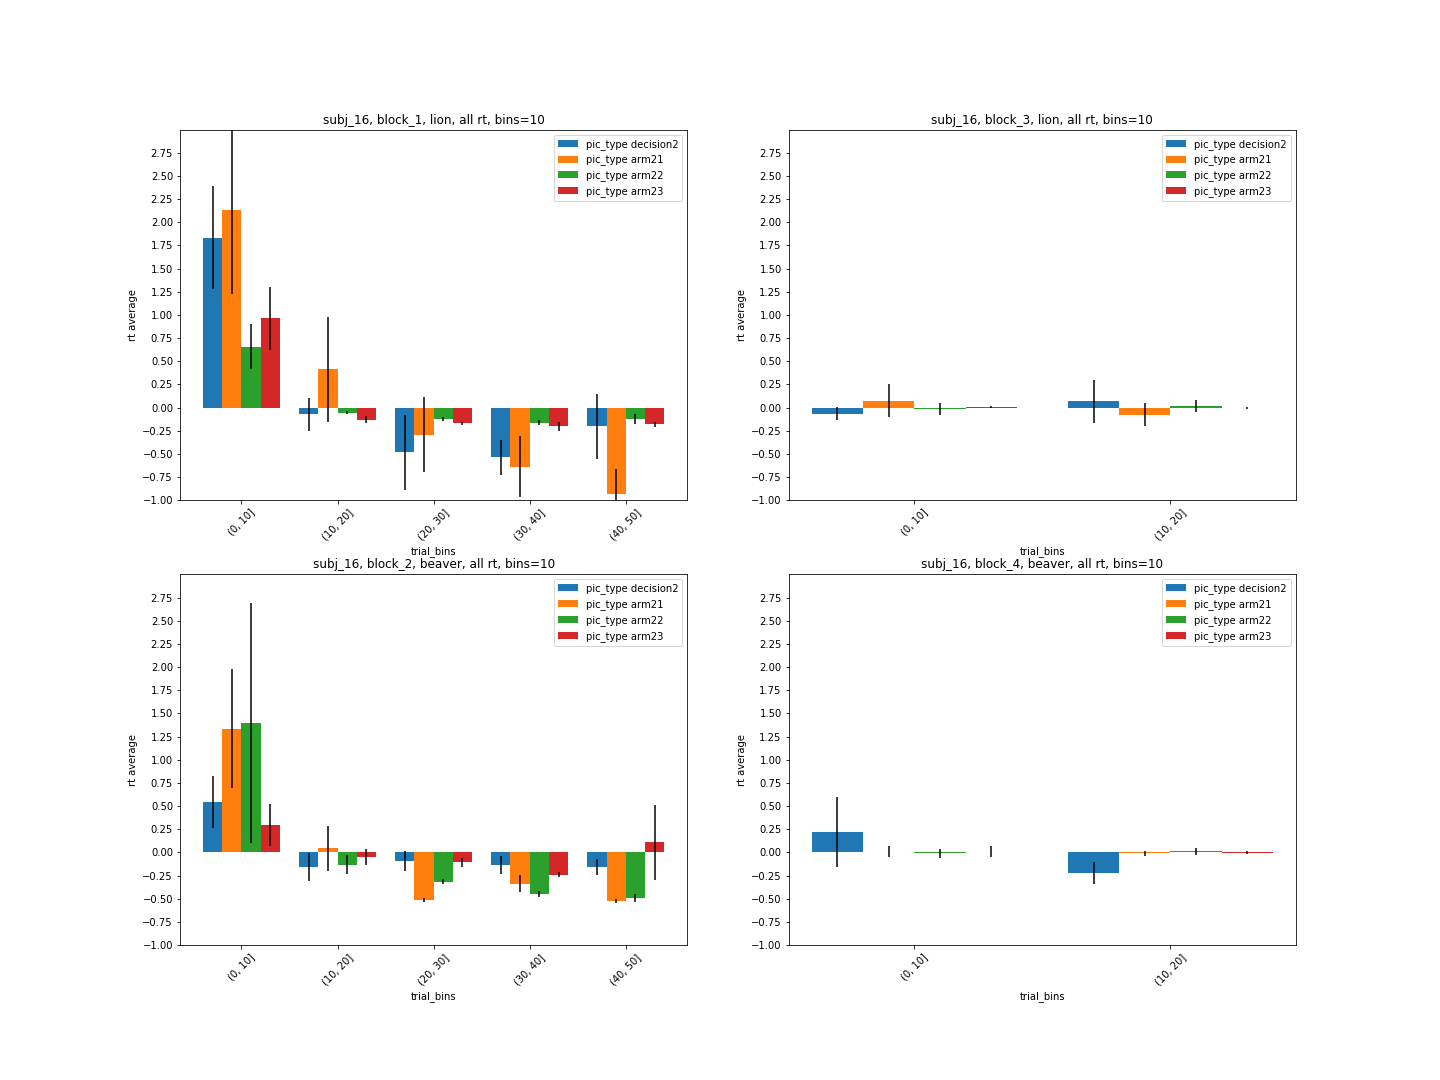 subj_16, block_1, lion, all rt, bins=10
pic_type decision2
pic_type arm21
pic_type arm22
pic_type arm23
rt average
2.75
2.50
2.25
2.00
1.75
1.50
1.25
1.00
0.75
0.50
0.25
0.00
−0.25
−0.50
−0.75
−1.00
(0, 10]
(10, 20]
(20, 30]
(30, 40]
(40, 50]
trial_bins
subj_16, block_3, lion, all rt, bins=10
pic_type decision2
pic_type arm21
pic_type arm22
pic_type arm23
rt average
2.75
2.50
2.25
2.00
1.75
1.50
1.25
1.00
0.75
0.50
0.25
0.00
−0.25
−0.50
−0.75
−1.00
(0, 10]
(10, 20]
trial_bins
subj_16, block_2, beaver, all rt, bins=10
pic_type decision2
pic_type arm21
pic_type arm22
pic_type arm23
rt average
2.75
2.50
2.25
2.00
1.75
1.50
1.25
1.00
0.75
0.50
0.25
0.00
−0.25
−0.50
−0.75
−1.00
(0, 10]
(10, 20]
(20, 30]
(30, 40]
(40, 50]
trial_bins
subj_16, block_4, beaver, all rt, bins=10
pic_type decision2
pic_type arm21
pic_type arm22
pic_type arm23
rt average
2.75
2.50
2.25
2.00
1.75
1.50
1.25
1.00
0.75
0.50
0.25
0.00
−0.25
−0.50
−0.75
−1.00
(0, 10]
(10, 20]
trial_bins